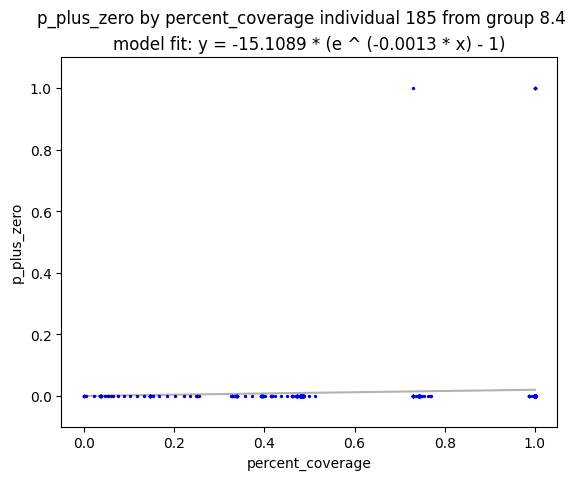 p_plus_zero by percent_coverage individual 185 from group 8.4
model fit: y = -15.1089 * (e ^ (-0.0013 * x) - 1)
1.0
0.8
0.6
0.4
0.2
0.0
p_plus_zero
0.0 0.2 0.4 0.6 0.8 1.0
percent_coverage